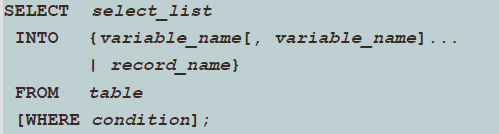 SELECT select_list
INTO {variable_name[, variable_name]...
| record_name}
FROM table
[WHERE condition];